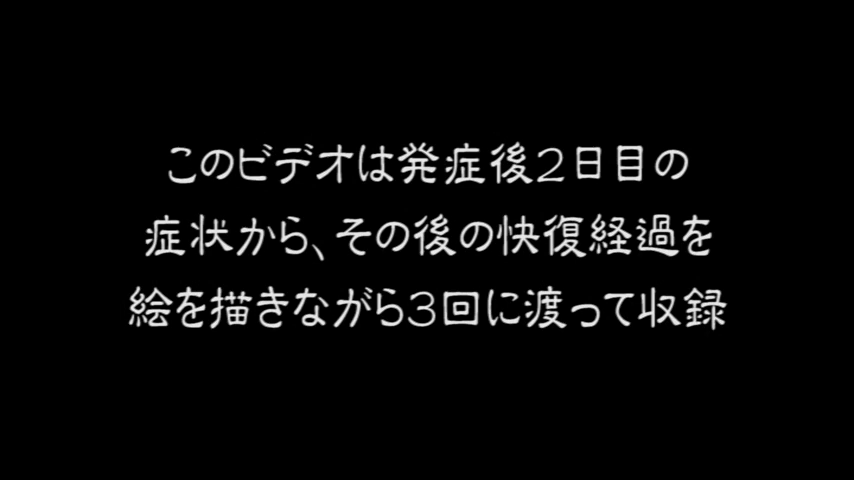 このビデオは発症後2日目の
症状から、その後の快復経過を
絵を描きながら3回に渡って収録